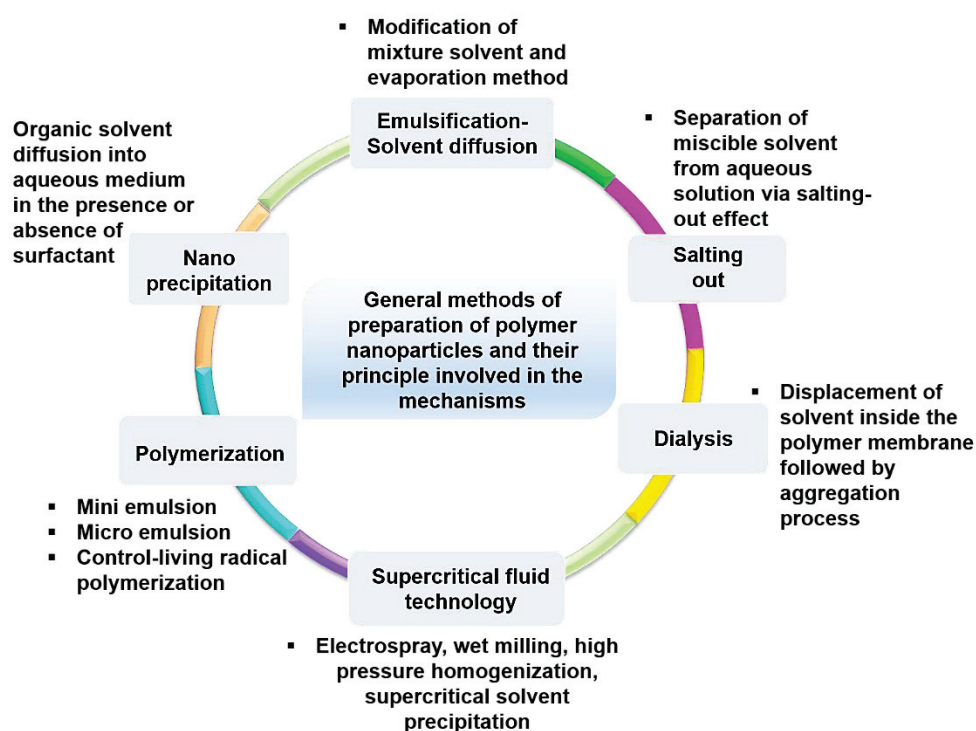 ▪ Modification of
mixture solvent and
evaporation method
Emulsification-
Solvent diffusion
▪ Separation of
miscible solvent
from aqueous
solution via salting-
out effect
Salting
out
Organic solvent
diffusion into
aqueous medium
in the presence or
absence of
surfactant
Nano
precipitation
General methods of
preparation of polymer
nanoparticles and their
principle involved in the
mechanisms
▪ Displacement of
solvent inside the
polymer membrane
followed by
aggregation
process
Dialysis
Polymerization
▪ Mini emulsion
▪ Micro emulsion
▪ Control-living radical
polymerization
Supercritical fluid
technology
▪ Electrospray, wet milling, high
pressure homogenization,
supercritical solvent
precipitation